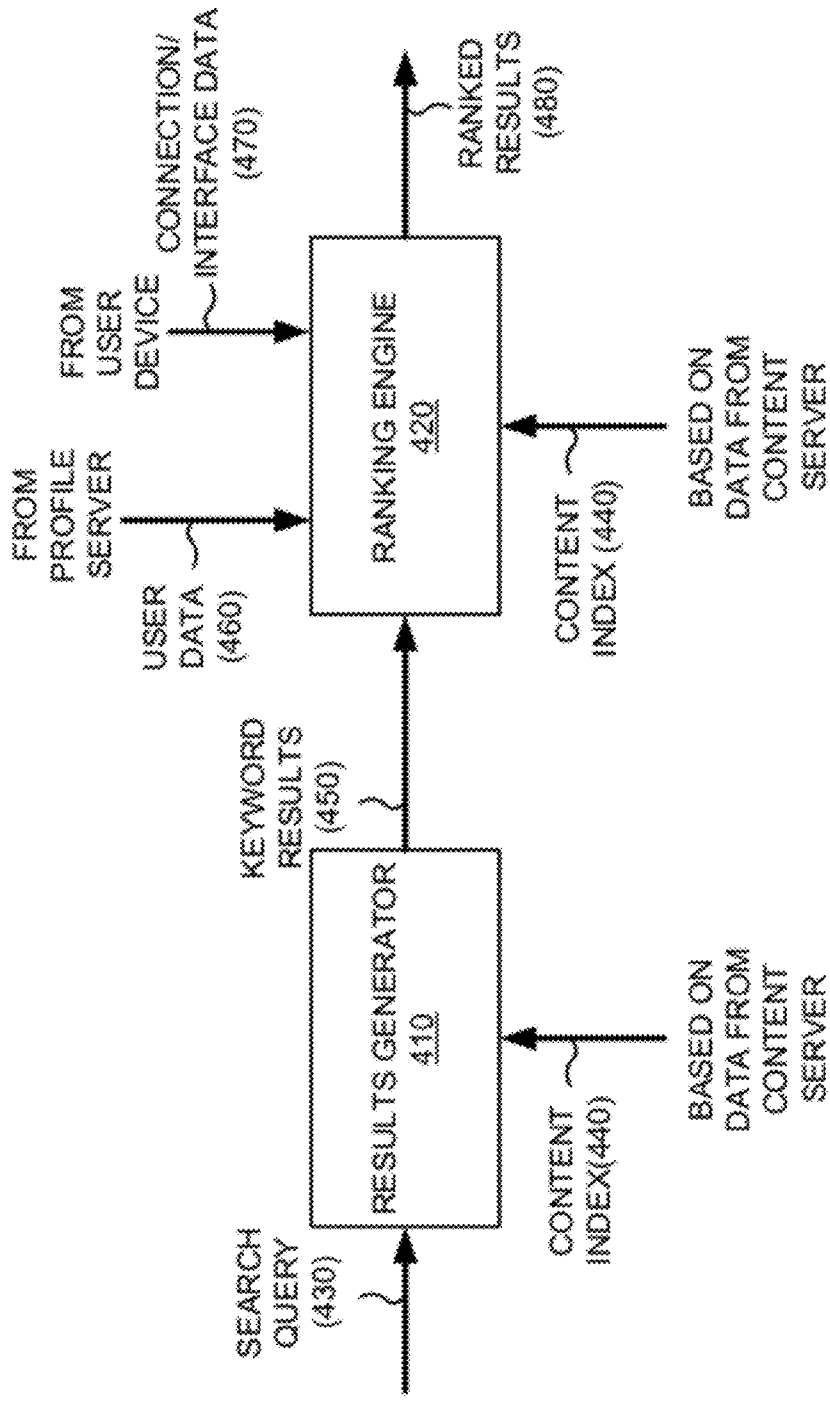 SEARCH
QUERY
(430)
RESULTS GENERATOR
410
CONTENT
INDEX(440)
BASED ON
DATA FROM
CONTENT
SERVER
KEYWORD
RESULTS
(450)
FROM
PROFILE
SERVER
USER
DATA
(460)
FROM
USER
DEVICE
CONNECTION/
INTERFACE DATA
(470)
RANKING ENGINE
420
CONTENT
INDEX (440)
BASED ON
DATA FROM
CONTENT
SERVER
RANKED
RESULTS
(480)